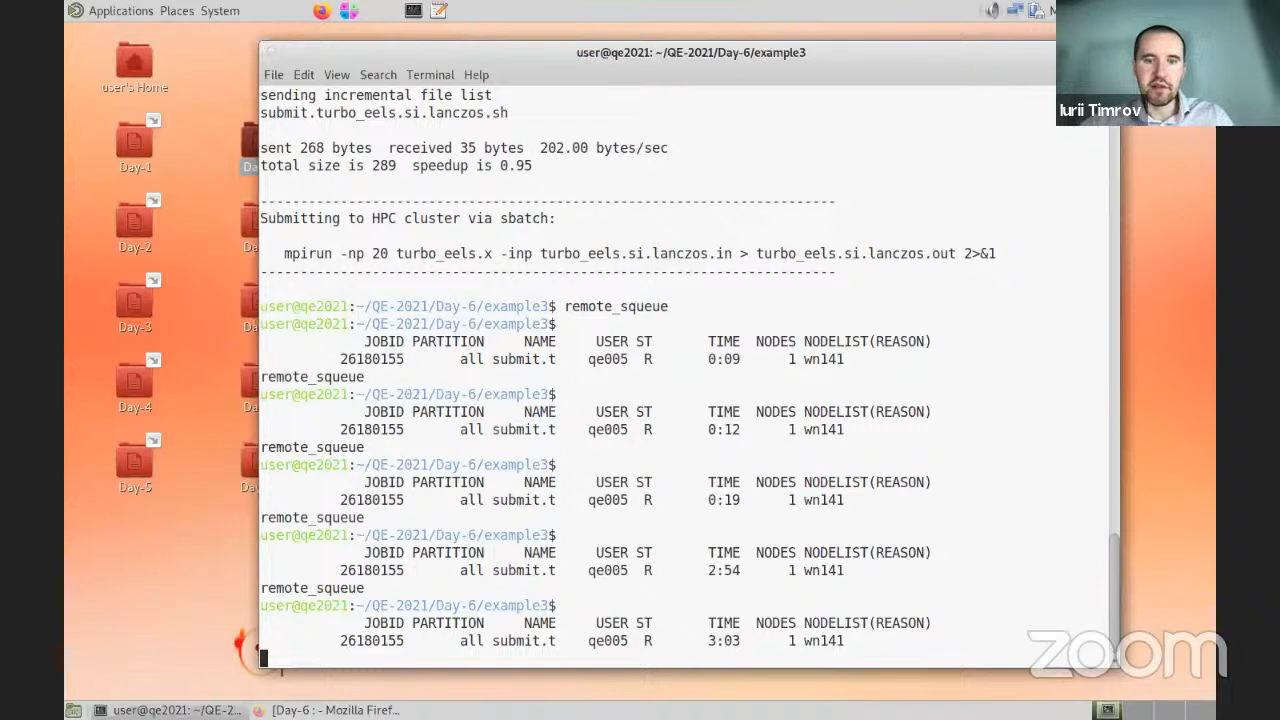 Applications Places System
user@qe2021: ~/QE-2021/Day-6/example3
File Edit View Search Terminal Help
sending incremental file list
submit.turbo_eels.si.lanczos.sh
sent 268 bytes  received 35 bytes  202.00 bytes/sec
total size is 289  speedup is 0.95
------------------------------------------------------------------------
Submitting to HPC cluster via sbatch:
mpirun -np 20 turbo_eels.x -inp turbo_eels.si.lanczos.in > turbo_eels.si.lanczos.out 2>&1
------------------------------------------------------------------------
user@qe2021:~/QE-2021/Day-6/example3$ remote_squeue
user@qe2021:~/QE-2021/Day-6/example3$
JOBID PARTITION     NAME     USER ST       TIME  NODES NODELIST(REASON)
26180155       all submit.t    qe005  R       0:09      1 wn141
remote_squeue
user@qe2021:~/QE-2021/Day-6/example3$
JOBID PARTITION     NAME     USER ST       TIME  NODES NODELIST(REASON)
26180155       all submit.t    qe005  R       0:12      1 wn141
remote_squeue
user@qe2021:~/QE-2021/Day-6/example3$
JOBID PARTITION     NAME     USER ST       TIME  NODES NODELIST(REASON)
26180155       all submit.t    qe005  R       0:19      1 wn141
remote_squeue
user@qe2021:~/QE-2021/Day-6/example3$
JOBID PARTITION     NAME     USER ST       TIME  NODES NODELIST(REASON)
26180155       all submit.t    qe005  R       2:54      1 wn141
remote_squeue
user@qe2021:~/QE-2021/Day-6/example3$
JOBID PARTITION     NAME     USER ST       TIME  NODES NODELIST(REASON)
26180155       all submit.t    qe005  R       3:03      1 wn141
user's Home
Day-1
Day-2
Day-3
Day-4
Day-5
Iurii Timrov
zoom
user@qe2021: ~/QE-2...
[Day-6 : - Mozilla Firef...